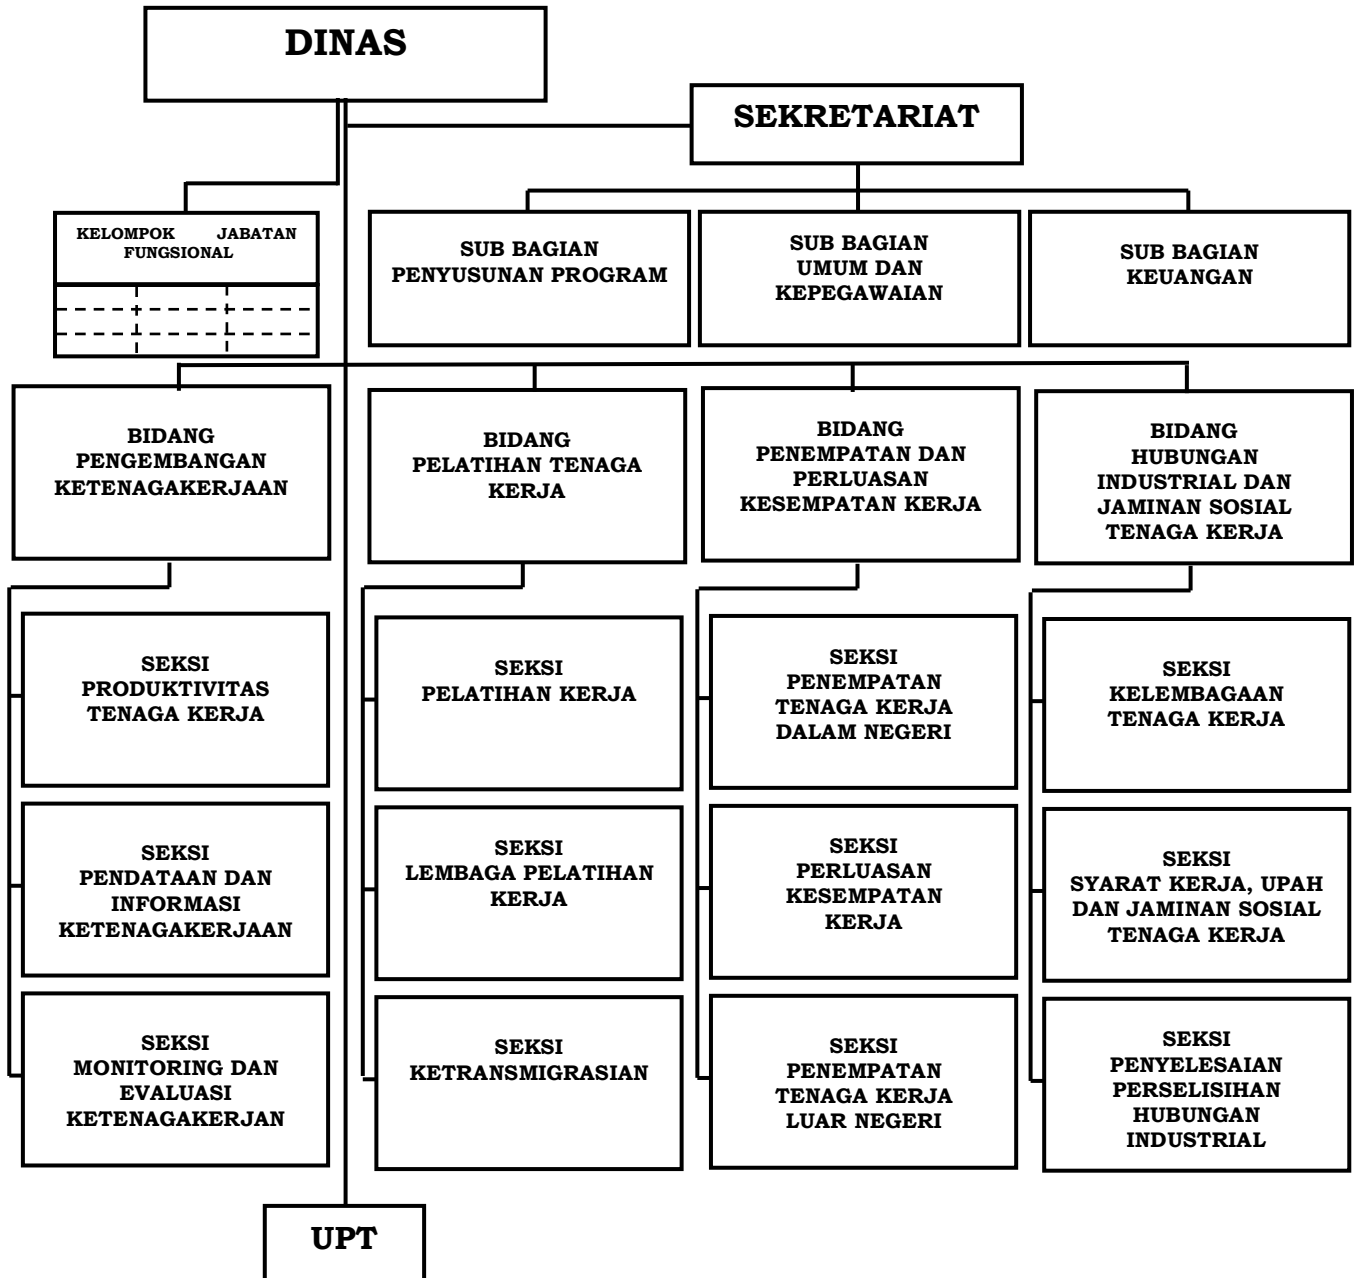 DINAS
SEKRETARIAT
KELOMPOK JABATAN
FUNGSIONAL
SUB BAGIAN
PENYUSUNAN PROGRAM
SUB BAGIAN
UMUM DAN
KEPEGAWAIAN
SUB BAGIAN
KEUANGAN
BIDANG
PENGEMBANGAN
KETENAGAKERJAAN
BIDANG
PELATIHAN TENAGA
KERJA
BIDANG
PENEMPATAN DAN
PERLUASAN
KESEMPATAN KERJA
BIDANG
HUBUNGAN
INDUSTRIAL DAN
JAMINAN SOSIAL
TENAGA KERJA
SEKSI
PRODUKTIVITAS
TENAGA KERJA
SEKSI
PELATIHAN KERJA
SEKSI
PENEMPATAN
TENAGA KERJA
DALAM NEGERI
SEKSI
KELEMBAGAAN
TENAGA KERJA
SEKSI
PENDATAAN DAN
INFORMASI
KETENAGAKERJAAN
SEKSI
LEMBAGA PELATIHAN
KERJA
SEKSI
PERLUASAN
KESEMPATAN
KERJA
SEKSI
SYARAT KERJA, UPAH
DAN JAMINAN SOSIAL
TENAGA KERJA
SEKSI
MONITORING DAN
EVALUASI
KETENAGAKERJAN
SEKSI
KETRANSMIGRASIAN
SEKSI
PENEMPATAN
TENAGA KERJA
LUAR NEGERI
SEKSI
PENYELESAIAN
PERSELISIHAN
HUBUNGAN
INDUSTRIAL
UPT